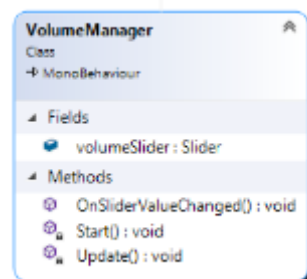 VolumeManager
Class
MonoBehaviour
Fields
volumeSlider : Slider
Methods
OnSliderValueChanged() : void
Start() : void
Update() : void